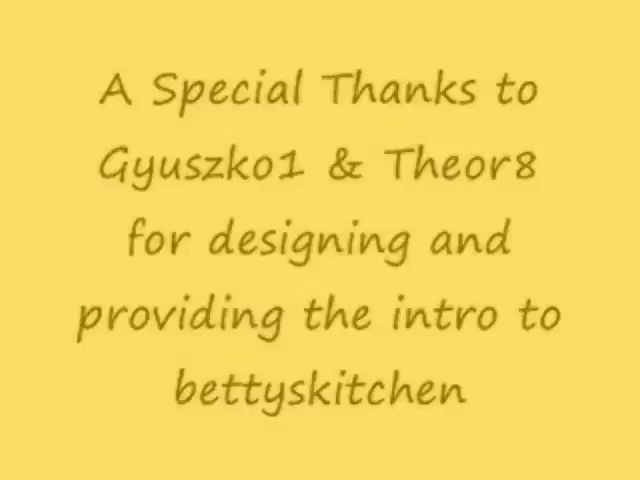 A Special Thanks to
Gyuszko1 & Theor8
for designing and
providing the intro to
bettyskitchen